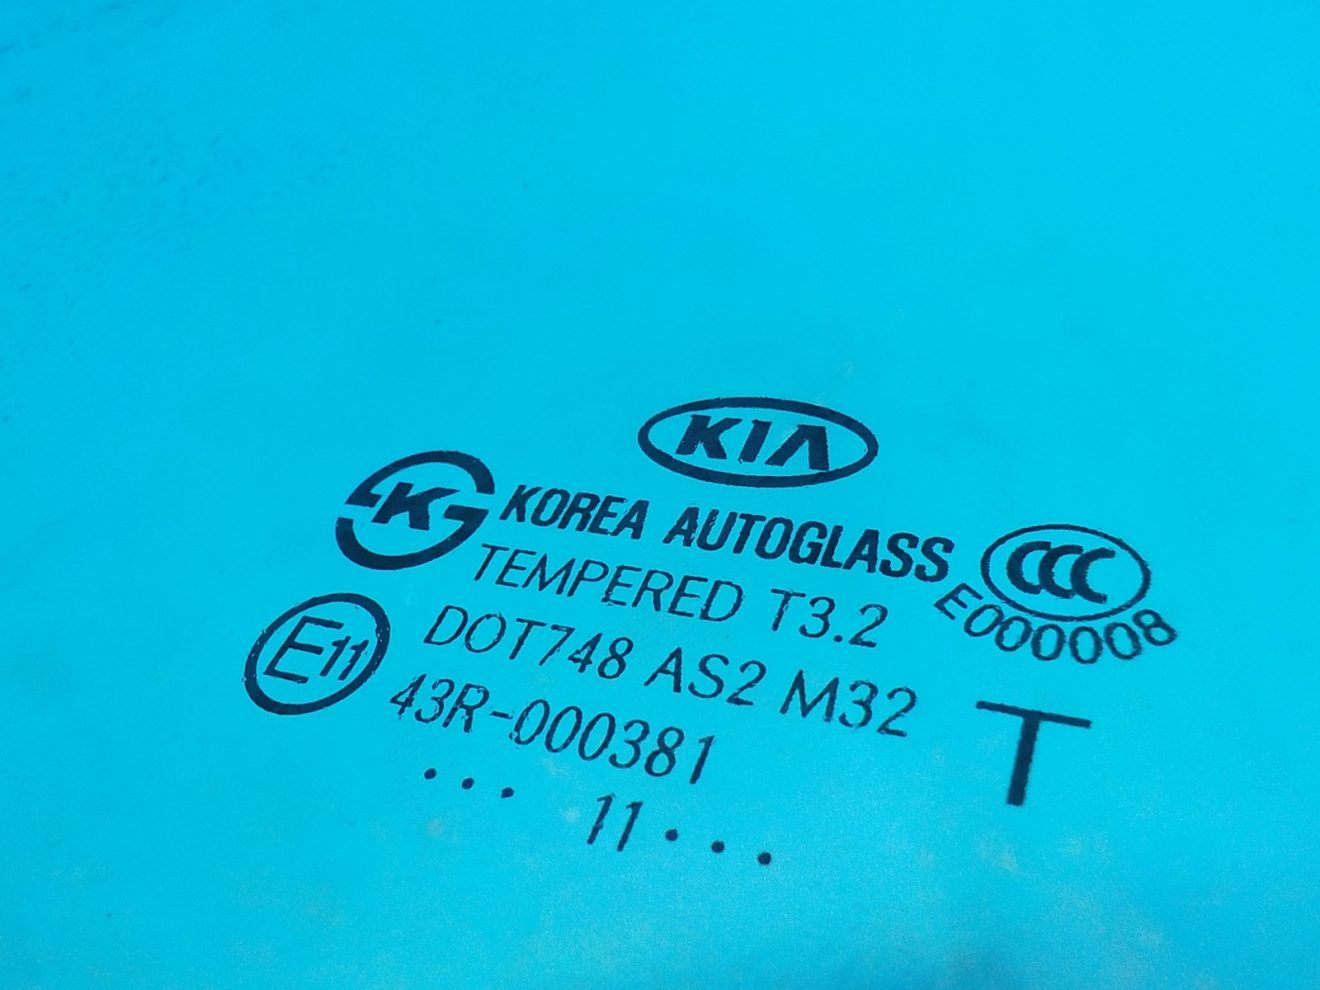 KIA
K KOREA AUTOGLASS
CCC
TEMPERED T3.2
E000008
E11
DOT748 AS2 M32
43R-000381
T
... 11 ...